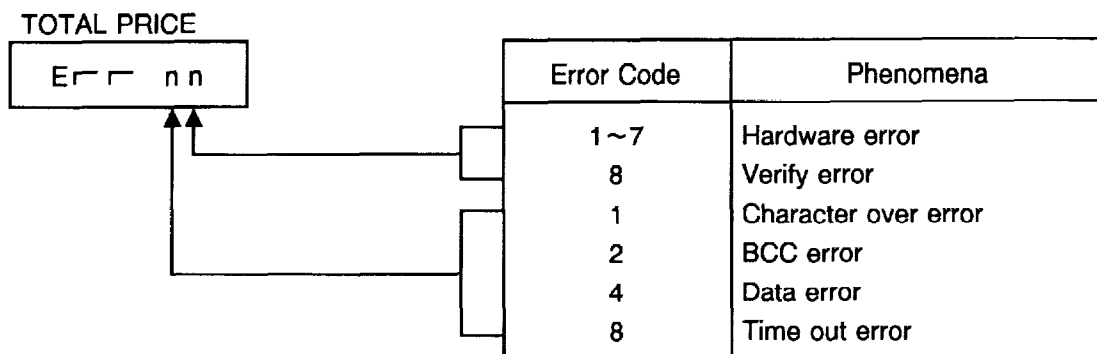 TOTAL PRICE
Err nn
Error Code Phenomena
1~7 Hardware error
8 Verify error
1 Character over error
2 BCC error
4 Data error
8 Time out error